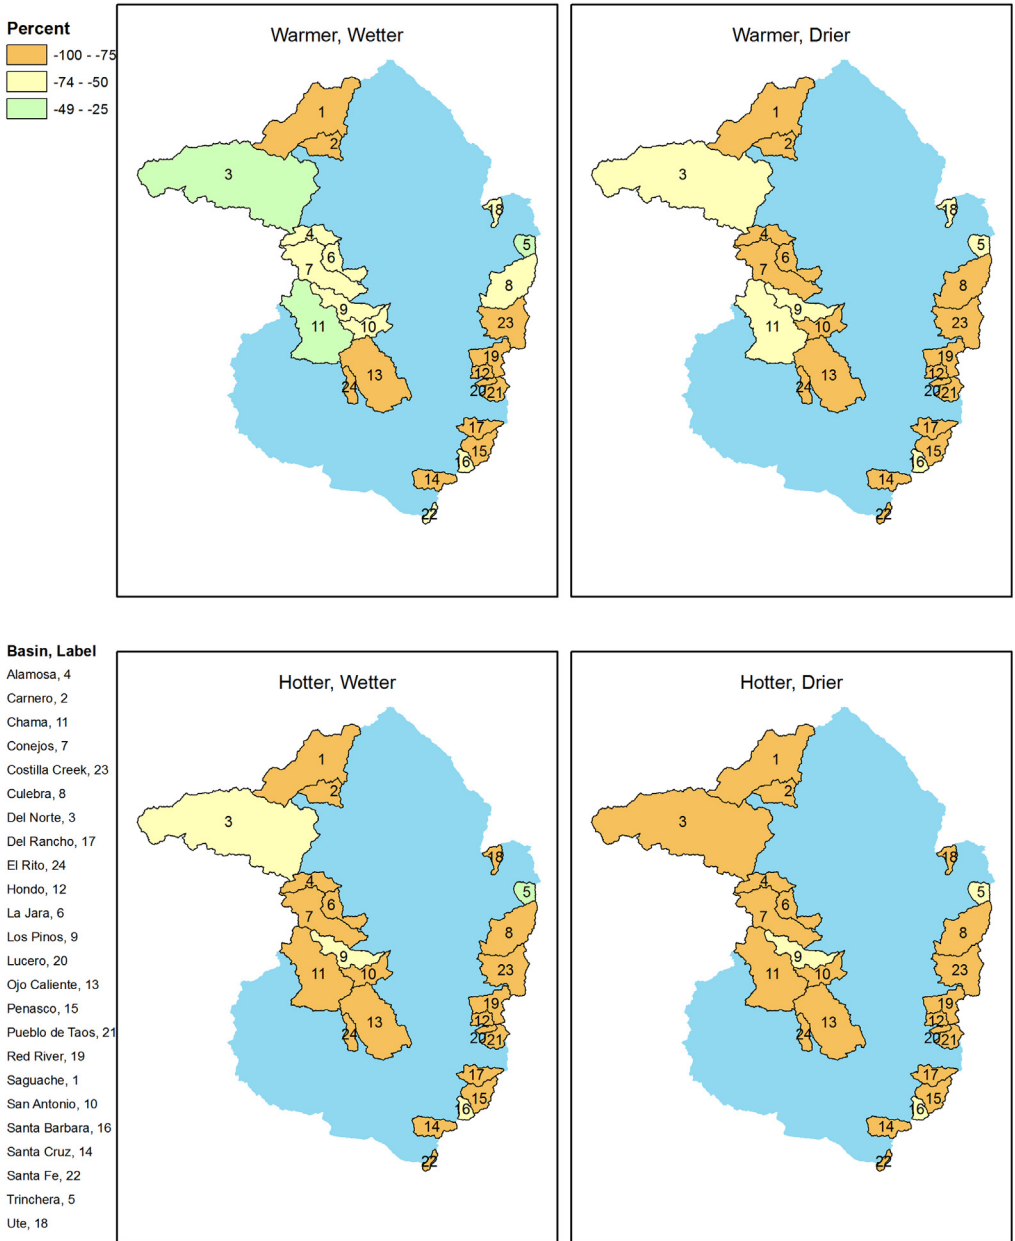 Percent
-100 - -75
-74 - -50
-49 - -25
Warmer, Wetter
1
2
3
18
4
5
6
7
8
9
10
11
23
19
13
12
24
20
21
17
15
16
14
22
Warmer, Drier
1
2
3
18
4
5
6
7
8
9
10
11
23
19
13
12
24
20
21
17
15
16
14
22
Basin, Label
Alamosa, 4
Carnero, 2
Chama, 11
Conejos, 7
Costilla Creek, 23
Culebra, 8
Del Norte, 3
Del Rancho, 17
El Rito, 24
Hondo, 12
La Jara, 6
Los Pinos, 9
Lucero, 20
Ojo Caliente, 13
Penasco, 15
Pueblo de Taos, 21
Red River, 19
Saguache, 1
San Antonio, 10
Santa Barbara, 16
Santa Cruz, 14
Santa Fe, 22
Trinchera, 5
Ute, 18
Hotter, Wetter
1
2
3
18
4
5
6
7
8
9
10
11
23
19
13
12
24
20
21
17
15
16
14
22
Hotter, Drier
1
2
3
18
4
5
6
7
8
9
10
11
23
19
13
12
24
20
21
17
15
16
14
22